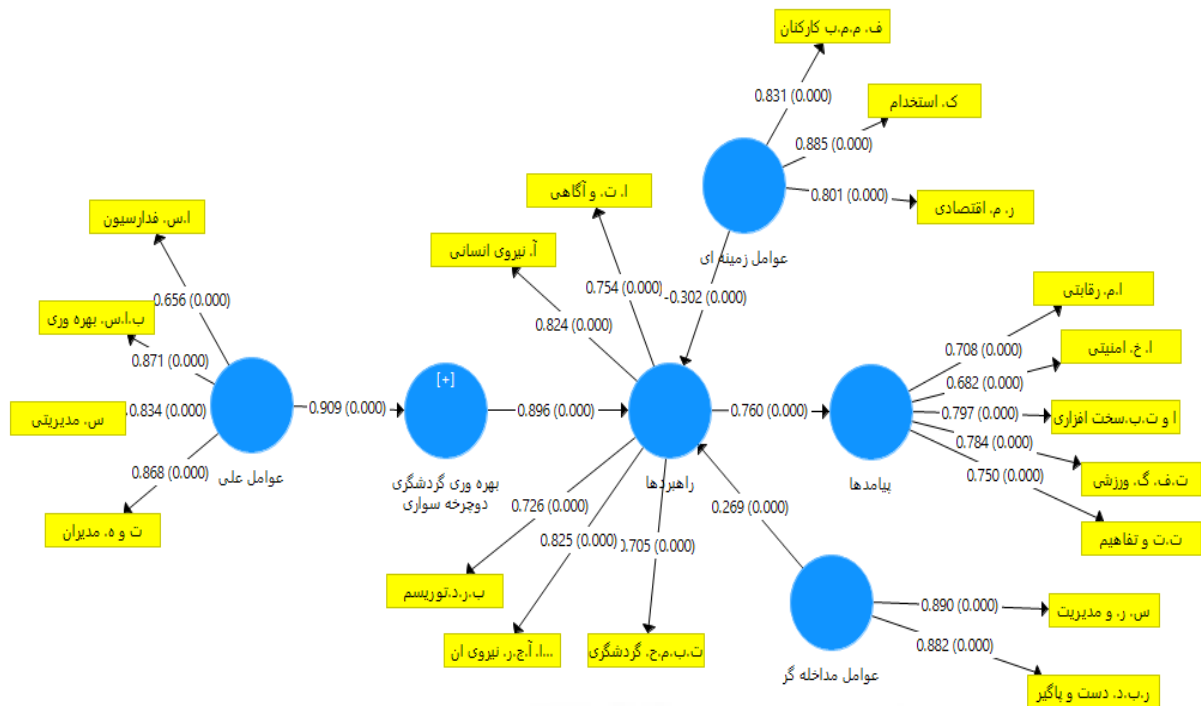 ف. م.م.ب کارکنان
0.831 (0.000)
ک. استخدام
0.885 (0.000)
ر. م. اقتصادی
0.801 (0.000)
عوامل زمینه ای
-0.302 (0.000)
ا. ت. و آگاهی
0.754 (0.000)
آ. نیروی انسانی
0.824 (0.000)
ا.س. فدارسیون
0.656 (0.000)
ب.ا.س. بهره وری
0.871 (0.000)
س. مدیریتی
0.834 (0.000)
ت و ه. مدیران
0.868 (0.000)
عوامل علی
0.909 (0.000)
[+]
بهره وری گردشگری
دوچرخه سواری
0.896 (0.000)
راهبردها
0.760 (0.000)
پیامدها
ا.م. رقابتی
0.708 (0.000)
ا. خ. امنیتی
0.682 (0.000)
ا و ت.ب.سخت افزاری
0.797 (0.000)
ت.ف. گ. ورزشی
0.784 (0.000)
ت.ت و تفاهیم
0.750 (0.000)
0.726 (0.000)
ب.ر.د.توریسم
0.825 (0.000)
...ا. آ.ج.ر. نیروی ان
0.705 (0.000)
ت.ب.م.ح. گردشگری
0.269 (0.000)
عوامل مداخله گر
0.890 (0.000)
س. ر. و مدیریت
0.882 (0.000)
ر.ب.د. دست و پاگیر